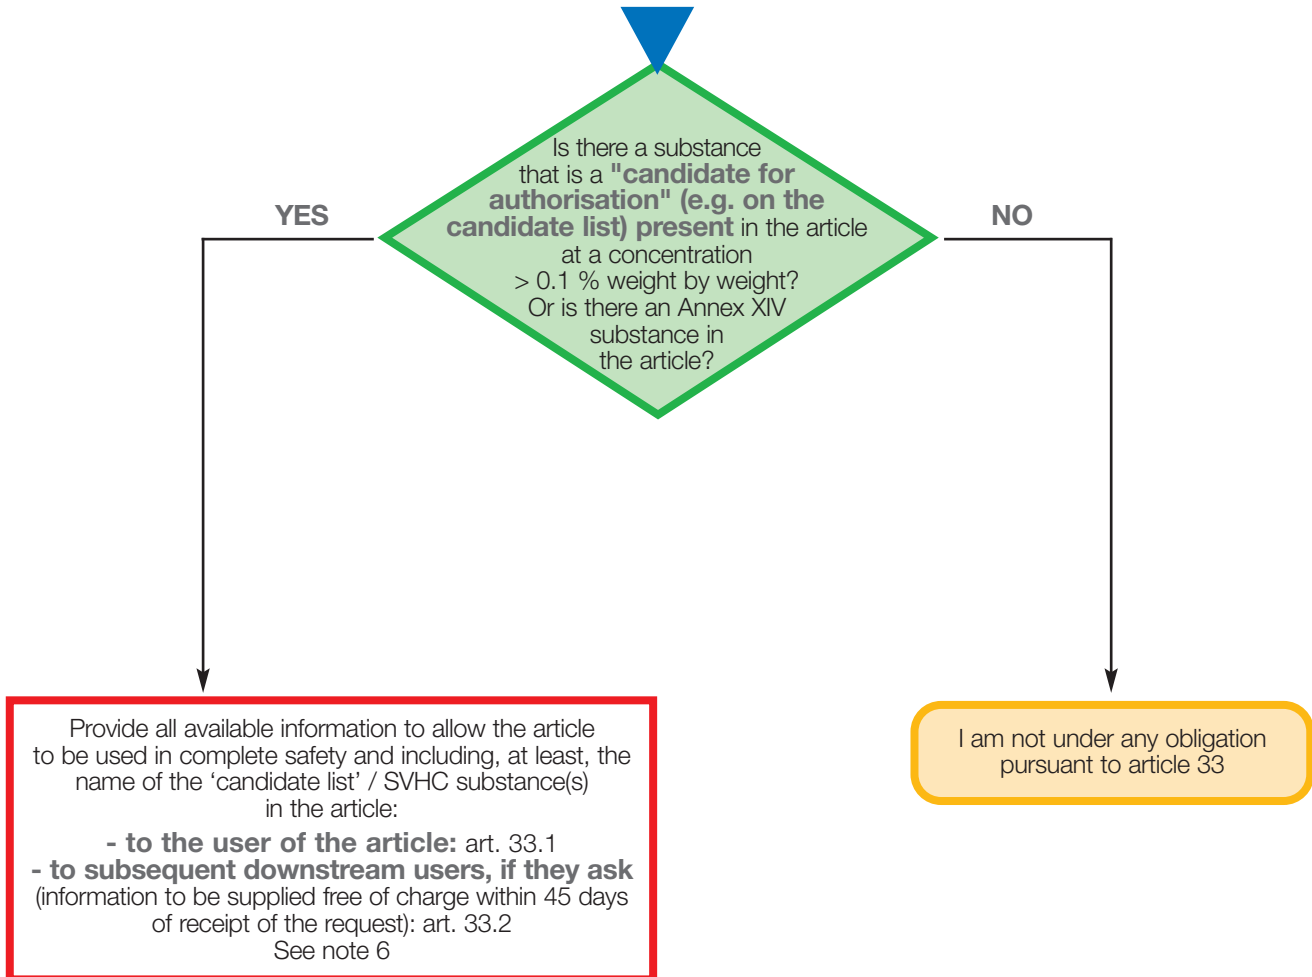 Is there a substance
that is a "candidate for
authorisation" (e.g. on the
candidate list) present in the article
at a concentration
> 0.1 % weight by weight?
Or is there an Annex XIV
substance in
the article?
YES
NO
Provide all available information to allow the article
to be used in complete safety and including, at least, the
name of the ‘candidate list’ / SVHC substance(s)
in the article:
- to the user of the article: art. 33.1
- to subsequent downstream users, if they ask
(information to be supplied free of charge within 45 days
of receipt of the request): art. 33.2
See note 6
I am not under any obligation
pursuant to article 33